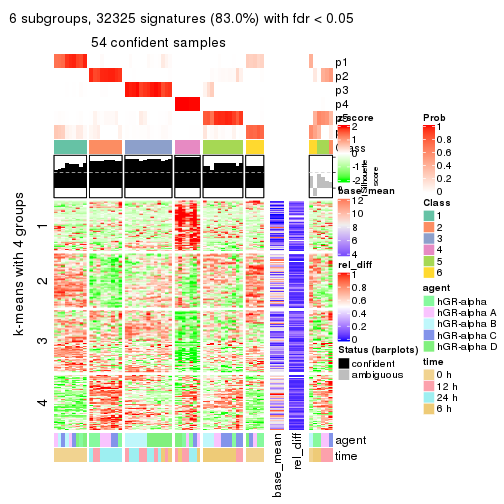 6 subgroups, 32325 signatures (83.0%) with fdr < 0.05
54 confident samples
p1
p2
p3
p4
p5
Silhouette
score
k-means with 4 groups
1
2
3
4
agent
time
base_mean
rel_diff
z-score
2
1
0
-1
-2
base_mean
12
10
8
6
4
rel_diff
1
0.8
0.6
0.4
0.2
0
Status (barplots)
confident
ambiguous
Prob
1
0.8
0.6
0.4
0.2
0
Class
1
2
3
4
5
6
agent
hGR-alpha
hGR-alpha A
hGR-alpha B
hGR-alpha C
hGR-alpha D
time
0 h
12 h
24 h
6 h